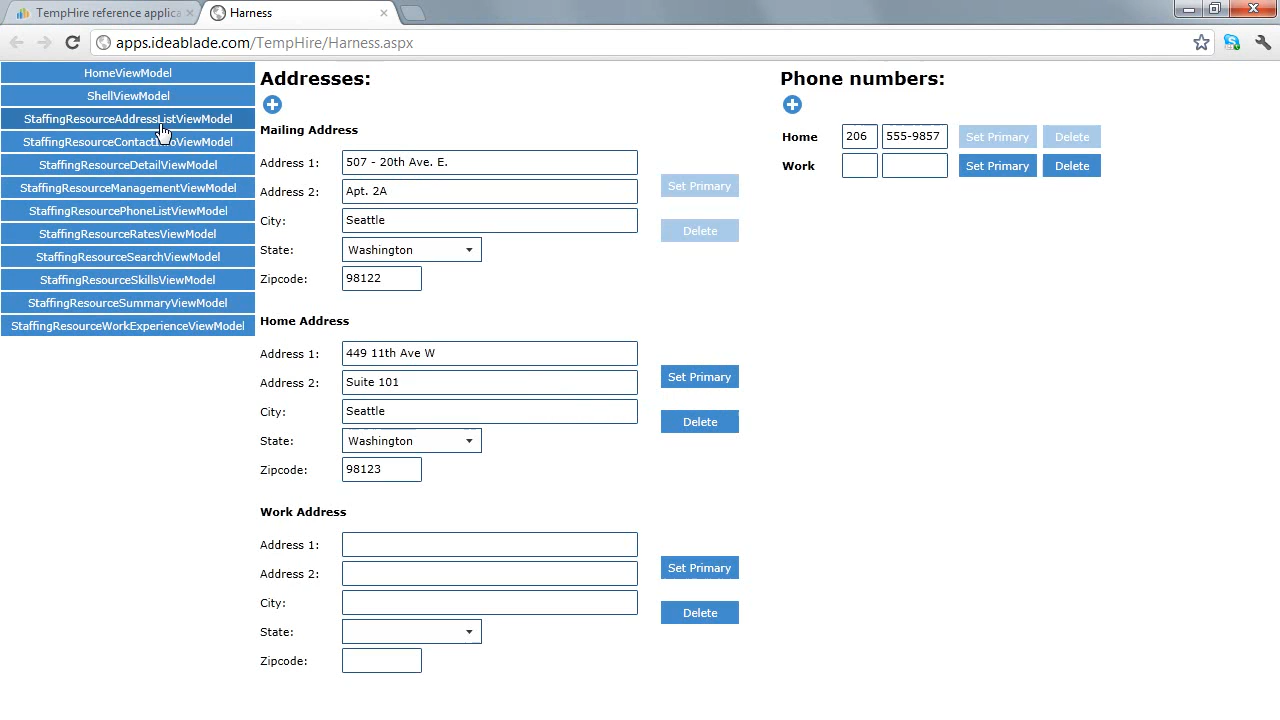 TempHire reference applica
Harness
apps.ideablade.com/TempHire/Harness.aspx
HomeViewModel
ShellViewModel
StaffingResourceAddressListViewModel
StaffingResourceDetailViewModel
StaffingResourceManagementViewModel
StaffingResourcePhoneListViewModel
StaffingResourceRatesViewModel
StaffingResourceSearchViewModel
StaffingResourceSkillsViewModel
StaffingResourceSummaryViewModel
StaffingResourceWorkExperienceViewModel
Addresses:
Mailing Address
Address 1: 507 - 20th Ave. E.
Address 2: Apt. 2A
Set Primary
City: Seattle
Delete
State: Washington
Zipcode: 98122
Home Address
Address 1: 449 11th Ave W
Address 2: Suite 101
Set Primary
City: Seattle
Delete
State: Washington
Zipcode: 98123
Work Address
Address 1:
Address 2:
Set Primary
City:
Delete
State:
Zipcode:
Phone numbers:
Home 206 555-9857 Set Primary Delete
Work Set Primary Delete